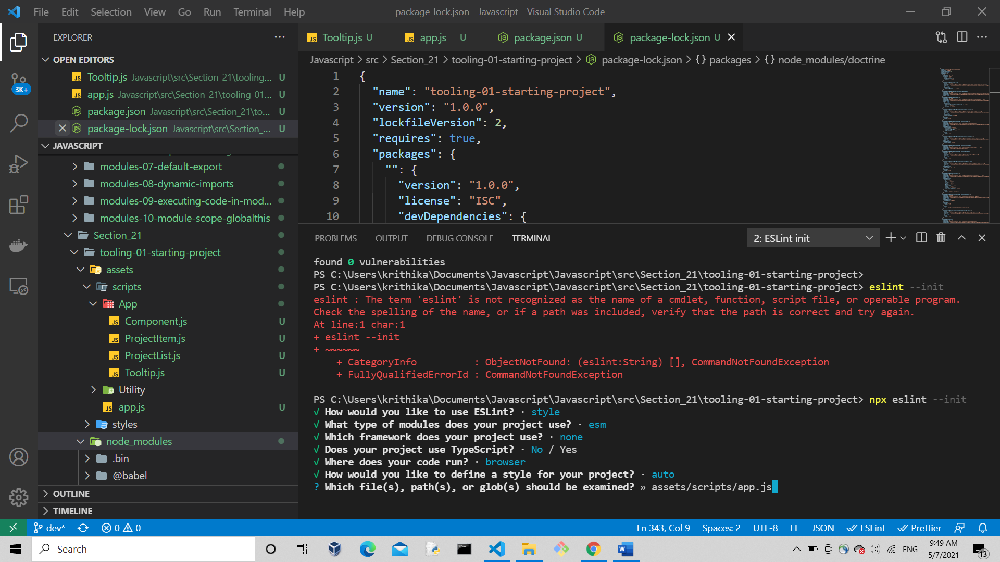 File Edit Selection View Go Run Terminal Help
package-lock.json - Javascript - Visual Studio Code
EXPLORER
OPEN EDITORS
Tooltip.js Javascript\src\Section_21\tooling... U
app.js Javascript\src\Section_21\tooling-01... U
package.json Javascript\src\Section_21\to... U
package-lock.json Javascript\src\Section_... U
3K+
JAVASCRIPT
modules-07-default-export
modules-08-dynamic-imports
modules-09-executing-code-in-mod...
modules-10-module-scope-globalthis
Section_21
tooling-01-starting-project
assets
scripts
App
Component.js U
ProjectItem.js U
ProjectList.js U
Tooltip.js U
Utility
app.js U
styles
node_modules
.bin
@babel
OUTLINE
TIMELINE
Tooltip.js U app.js U package.json U package-lock.json U
Javascript > src > Section_21 > tooling-01-starting-project > package-lock.json > {} packages > {} node_modules/doctrine
1 {
2 "name": "tooling-01-starting-project",
3 "version": "1.0.0",
4 "lockfileVersion": 2,
5 "requires": true,
6 "packages": {
7 "": {
8 "version": "1.0.0",
9 "license": "ISC",
10 "devDependencies": {
PROBLEMS OUTPUT DEBUG CONSOLE TERMINAL 2: ESLint init
found 0 vulnerabilities
PS C:\Users\krithika\Documents\Javascript\Javascript\src\Section_21\tooling-01-starting-project>
PS C:\Users\krithika\Documents\Javascript\Javascript\src\Section_21\tooling-01-starting-project> eslint --init
eslint : The term 'eslint' is not recognized as the name of a cmdlet, function, script file, or operable program.
Check the spelling of the name, or if a path was included, verify that the path is correct and try again.
At line:1 char:1
+ eslint --init
+ ~~~~~~
+ CategoryInfo : ObjectNotFound: (eslint:String) [], CommandNotFoundException
+ FullyQualifiedErrorId : CommandNotFoundException
PS C:\Users\krithika\Documents\Javascript\Javascript\src\Section_21\tooling-01-starting-project> npx eslint --init
√ How would you like to use ESLint? · style
√ What type of modules does your project use? · esm
√ Which framework does your project use? · none
√ Does your project use TypeScript? · No / Yes
√ Where does your code run? · browser
√ How would you like to define a style for your project? · auto
? Which file(s), path(s), or glob(s) should be examined? » assets/scripts/app.js
dev* 0 0 Ln 343, Col 9 Spaces: 2 UTF-8 LF JSON ESLint Prettier
Search
ENG
9:49 AM
5/7/2021
13